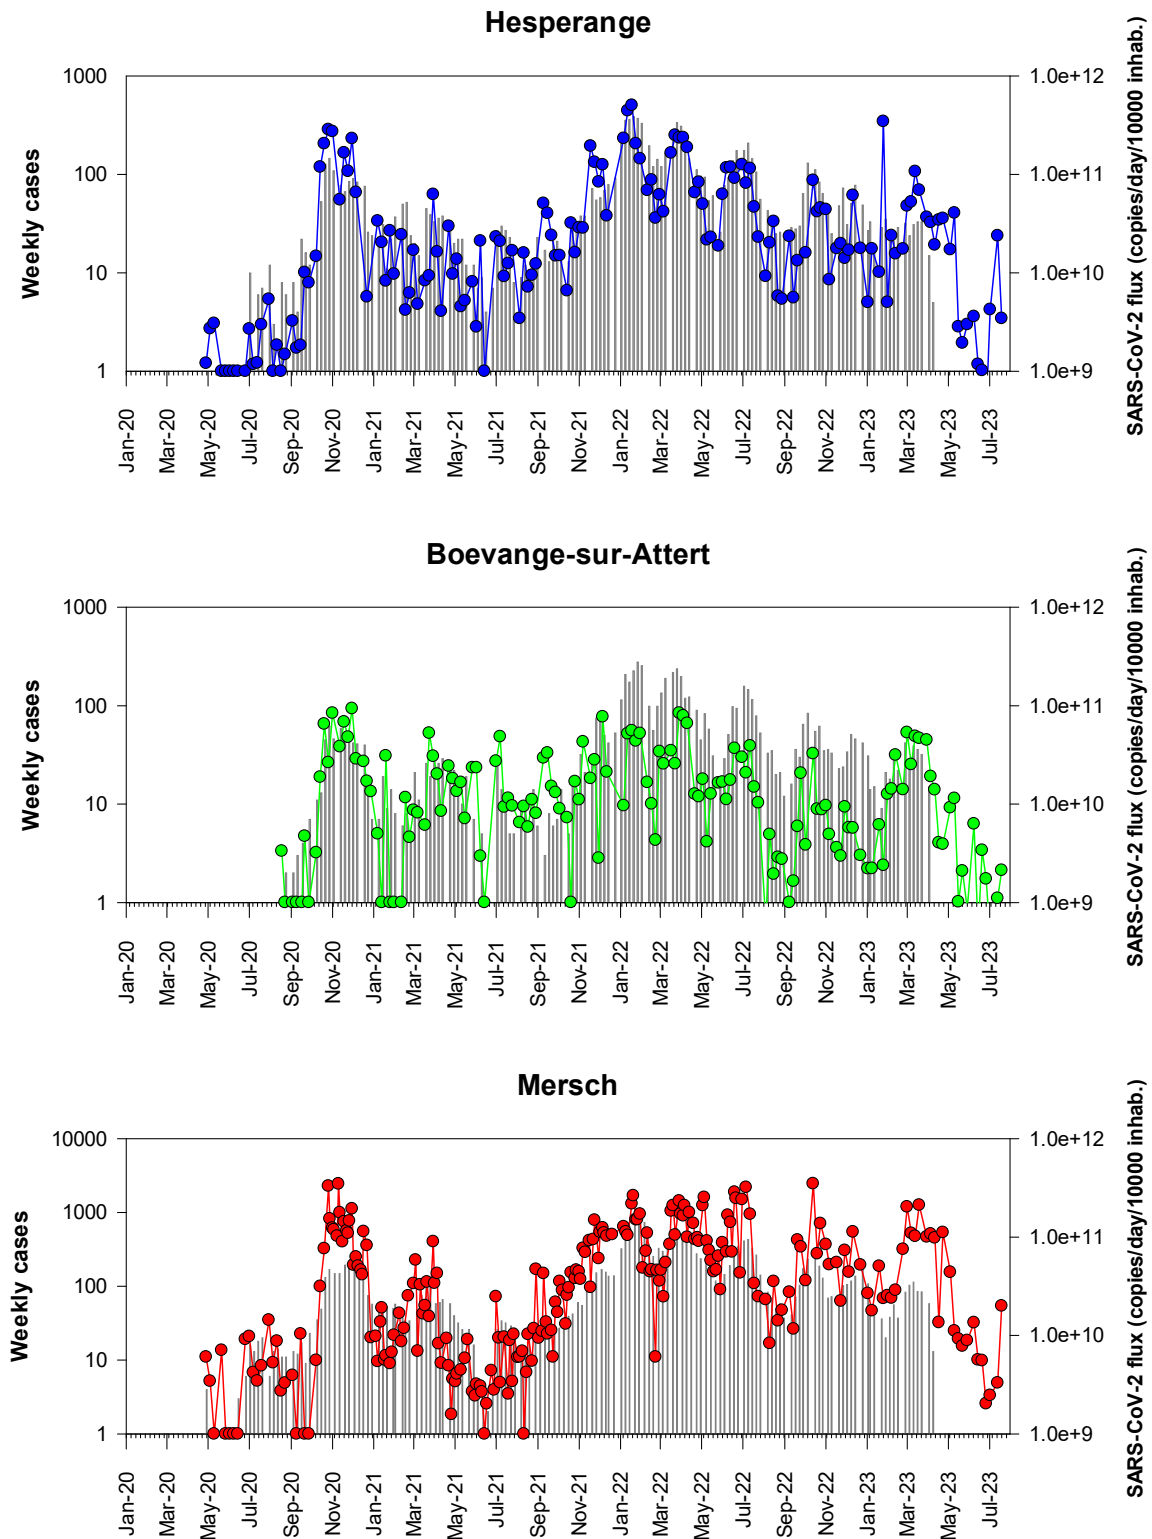 Hesperange
Weekly cases
SARS-CoV-2 flux (copies/day/10000 inhab.)
1000
100
10
1
1.0e+12
1.0e+11
1.0e+10
1.0e+9
Jan-20
Mar-20
May-20
Jul-20
Sep-20
Nov-20
Jan-21
Mar-21
May-21
Jul-21
Sep-21
Nov-21
Jan-22
Mar-22
May-22
Jul-22
Sep-22
Nov-22
Jan-23
Mar-23
May-23
Jul-23
Boevange-sur-Attert
Weekly cases
SARS-CoV-2 flux (copies/day/10000 inhab.)
1000
100
10
1
1.0e+12
1.0e+11
1.0e+10
1.0e+9
Jan-20
Mar-20
May-20
Jul-20
Sep-20
Nov-20
Jan-21
Mar-21
May-21
Jul-21
Sep-21
Nov-21
Jan-22
Mar-22
May-22
Jul-22
Sep-22
Nov-22
Jan-23
Mar-23
May-23
Jul-23
Mersch
Weekly cases
SARS-CoV-2 flux (copies/day/10000 inhab.)
10000
1000
100
10
1
1.0e+12
1.0e+11
1.0e+10
1.0e+9
Jan-20
Mar-20
May-20
Jul-20
Sep-20
Nov-20
Jan-21
Mar-21
May-21
Jul-21
Sep-21
Nov-21
Jan-22
Mar-22
May-22
Jul-22
Sep-22
Nov-22
Jan-23
Mar-23
May-23
Jul-23